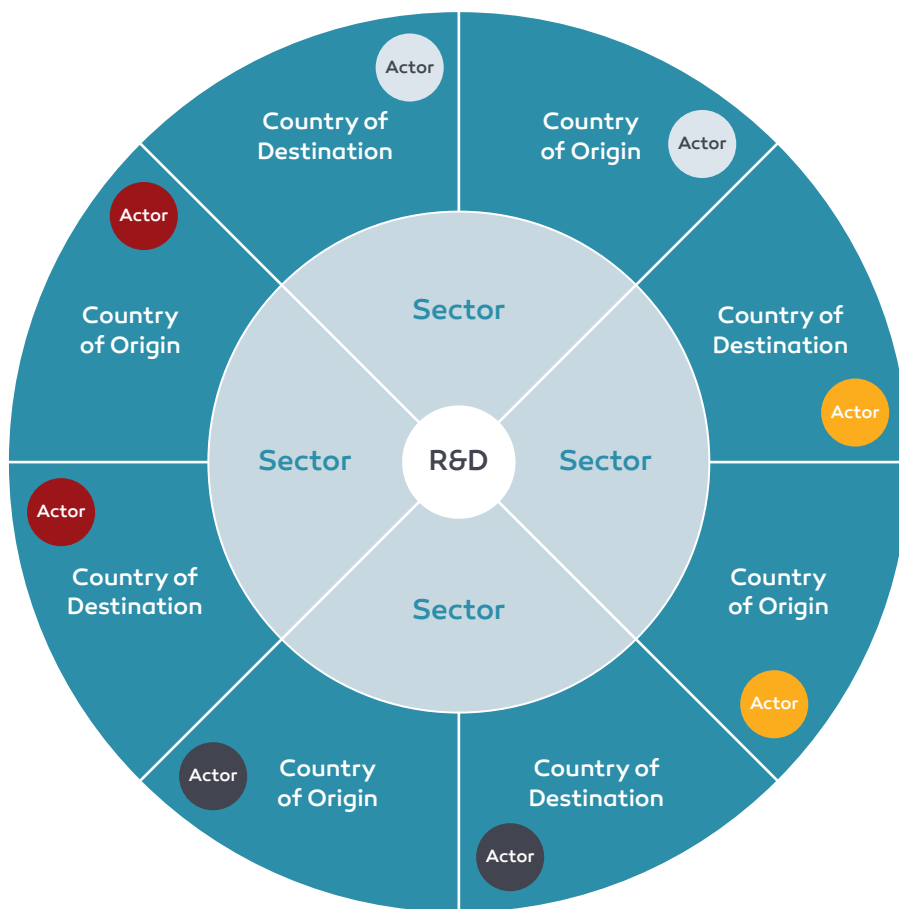 Actor
Country of
Destination
Country
of Origin
Actor
Actor
Country
of Origin
Country of
Destination
Actor
Sector
Sector
R&D
Sector
Sector
Actor
Country of
Destination
Country
of Origin
Actor
Actor
Country
of Origin
Country of
Destination
Actor